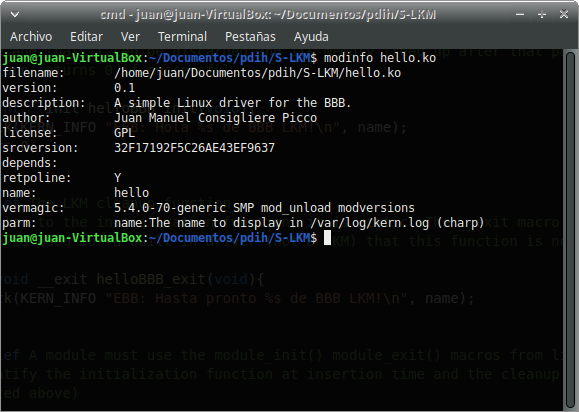 cmd - juan@juan-VirtualBox: ~/Documentos/pdih/S-LKM
Archivo Editar Ver Terminal Pestañas Ayuda
juan@juan-VirtualBox:~/Documentos/pdih/S-LKM$ modinfo hello.ko
filename: /home/juan/Documentos/pdih/S-LKM/hello.ko
version: 0.1
description: A simple Linux driver for the BBB.
author: Juan Manuel Consigliere Picco
license: GPL
srcversion: 32F17192F5C26AE43EF9637
depends:
retpoline: Y
name: hello
vermagic: 5.4.0-70-generic SMP mod_unload modversions
parm: name:The name to display in /var/log/kern.log (charp)
juan@juan-VirtualBox:~/Documentos/pdih/S-LKM$
void __exit helloBBB_exit(void){
k(KERN_INFO "EBB: Hasta pronto %s de BBB LKM!\n", name);
ef A module must use the module_init() module_exit() macros from li
tify the initialization function at insertion time and the cleanup
ed above)